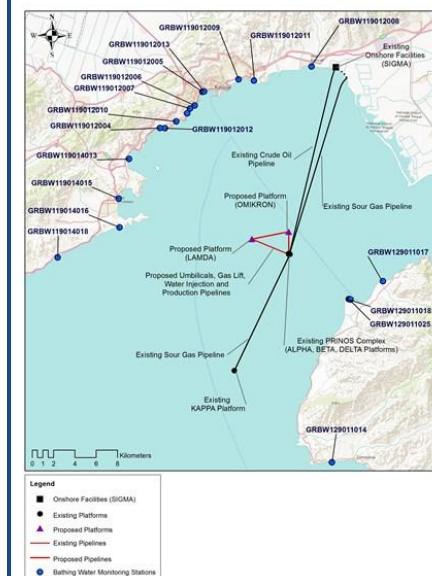 N
W
E
S
GRBW119012009
GRBW119012008
GRBW119012013
GRBW119012011
GRBW119012005
Existing
Onshore Facilities
(SIGMA)
GRBW119012006
GRBW119012007
GRBW119012010
GRBW119012004
GRBW119012012
GRBW119014013
Existing Crude Oil
Pipeline
GRBW119014015
Proposed Platform
(OMIKRON)
Existing Sour Gas Pipeline
GRBW119014016
GRBW119014018
Proposed Platform
(LAMDA)
GRBW129011017
Proposed Umbilicals, Gas Lift,
Water Injection and
Production Pipelines
GRBW129011018
GRBW129011025
Existing PRINOS Complex
(ALPHA, BETA, DELTA Platforms)
Existing Sour Gas Pipeline
Existing
KAPPA Platform
GRBW129011014
Kilometers
0 1 2 4 6 8
Legend
Onshore Facilities (SIGMA)
Existing Platforms
Proposed Platforms
Existing Pipelines
Proposed Pipelines
Bathing Water Monitoring Stations